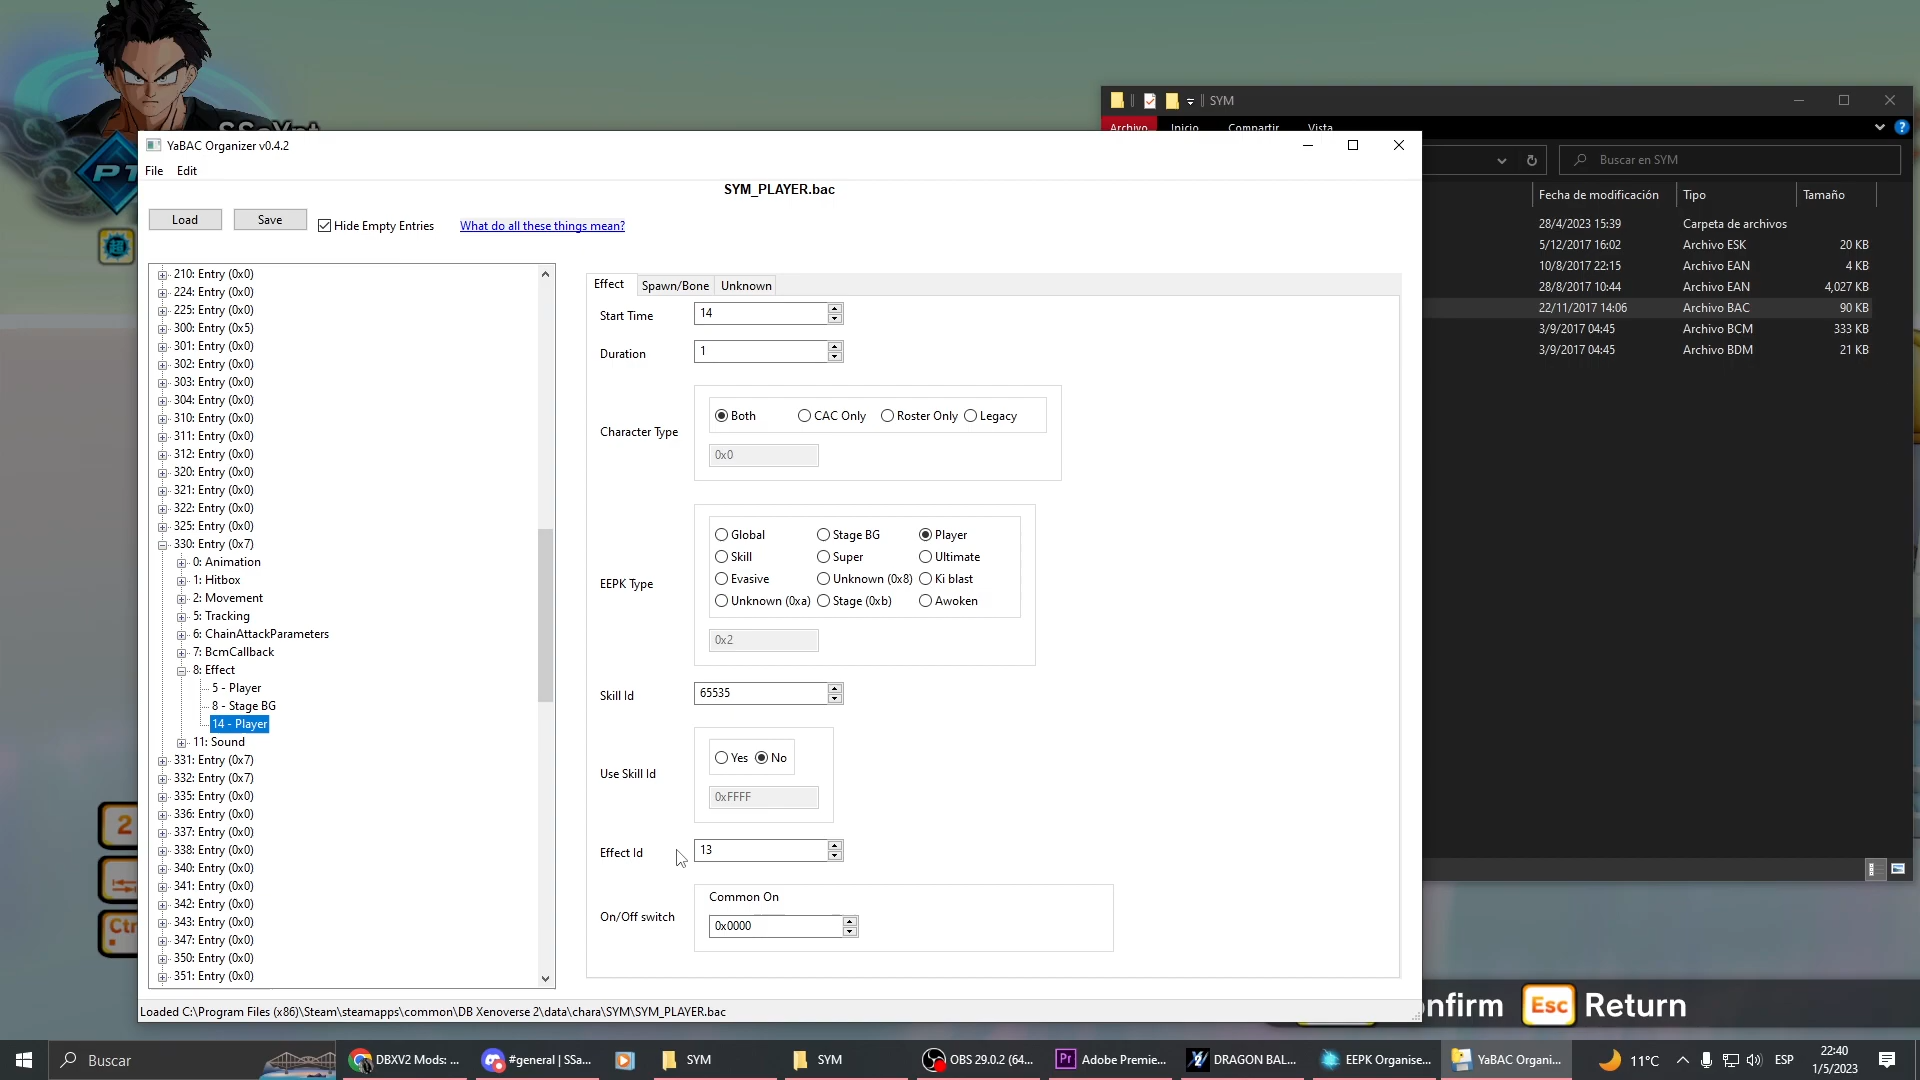 SYM
Archivo
Inicio
Compartir
Vista
Buscar en SYM
Fecha de modificación
Tipo
Tamaño
28/4/2023 15:39 Carpeta de archivos
5/12/2017 16:02 Archivo ESK 20 KB
10/8/2017 22:15 Archivo EAN 4 KB
28/8/2017 10:44 Archivo EAN 4,027 KB
22/11/2017 14:06 Archivo BAC 90 KB
3/9/2017 04:45 Archivo BCM 333 KB
3/9/2017 04:45 Archivo BDM 21 KB
YaBAC Organizer v0.4.2
File Edit
SYM_PLAYER.bac
Load Save Hide Empty Entries What do all these things mean?
210: Entry (0x0)
224: Entry (0x0)
225: Entry (0x0)
300: Entry (0x5)
301: Entry (0x0)
302: Entry (0x0)
303: Entry (0x0)
304: Entry (0x0)
310: Entry (0x0)
311: Entry (0x0)
312: Entry (0x0)
320: Entry (0x0)
321: Entry (0x0)
322: Entry (0x0)
325: Entry (0x0)
330: Entry (0x7)
0: Animation
1: Hitbox
2: Movement
5: Tracking
6: ChainAttackParameters
7: BcmCallback
8: Effect
5 - Player
8 - Stage BG
14 - Player
11: Sound
331: Entry (0x7)
332: Entry (0x7)
335: Entry (0x0)
336: Entry (0x0)
337: Entry (0x0)
338: Entry (0x0)
340: Entry (0x0)
341: Entry (0x0)
342: Entry (0x0)
343: Entry (0x0)
347: Entry (0x0)
350: Entry (0x0)
351: Entry (0x0)
Effect Spawn/Bone Unknown
Start Time 14
Duration 1
Character Type
Both CAC Only Roster Only Legacy
0x0
EEPK Type
Global Stage BG Player
Skill Super Ultimate
Evasive Unknown (0x8) Ki blast
Unknown (0xa) Stage (0xb) Awoken
0x2
Skill Id 65535
Use Skill Id
Yes No
0xFFFF
Effect Id 13
On/Off switch
Common On
0x0000
Loaded C:\Program Files (x86)\Steam\steamapps\common\DB Xenoverse 2\data\chara\SYM\SYM_PLAYER.bac
PT
超
2
Ctr
nfirm Esc Return
Buscar
DBXV2 Mods: ...
#general | SSa...
SYM
SYM
OBS 29.0.2 (64...
Pr Adobe Premie...
DRAGON BAL...
EEPK Organise...
YaBAC Organi...
11°C
ESP
22:40
1/5/2023